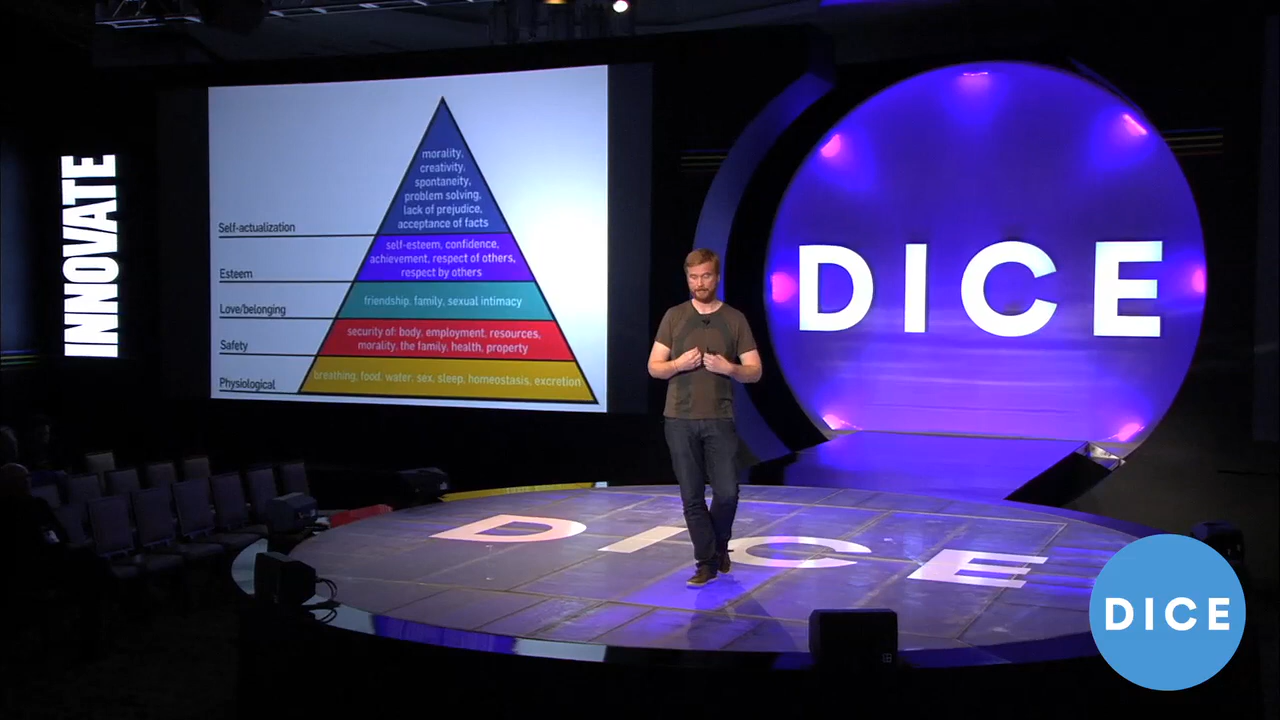 INNOVATE
morality,
creativity,
spontaneity,
problem solving,
lack of prejudice,
acceptance of facts
Self-actualization
self-esteem, confidence,
achievement, respect of others,
respect by others
Esteem
friendship, family, sexual intimacy
Love/belonging
security of: body, employment, resources,
morality, the family, health, property
Safety
breathing, food, water, sex, sleep, homeostasis, excretion
Physiological
DICE
DICE
DICE